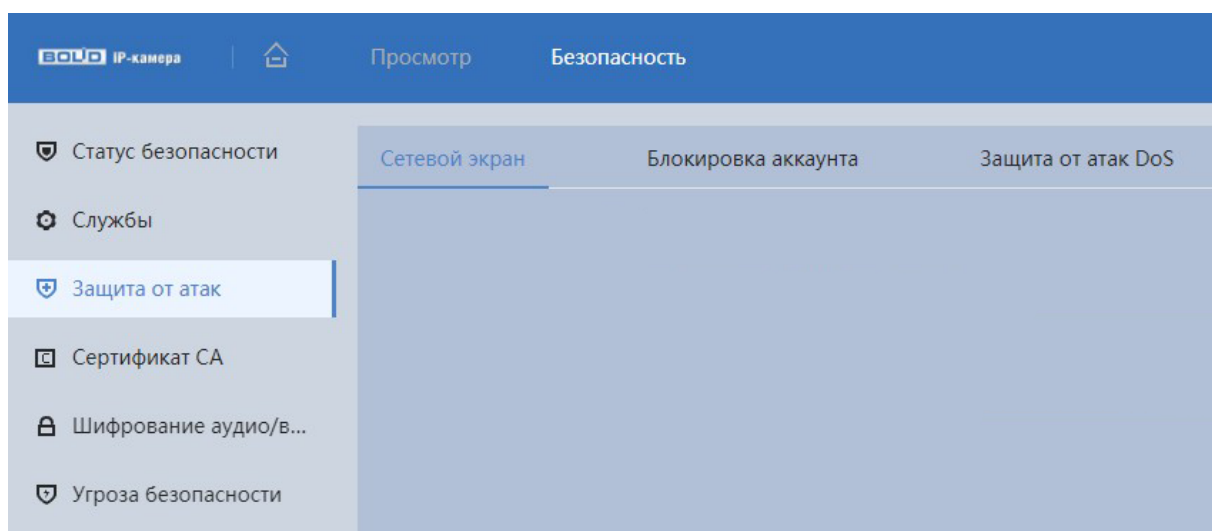 BOLID IP-камера Просмотр Безопасность
Статус безопасности
Службы
Защита от атак
Сертификат CA
Шифрование аудио/в...
Угроза безопасности
Сетевой экран Блокировка аккаунта Защита от атак DoS